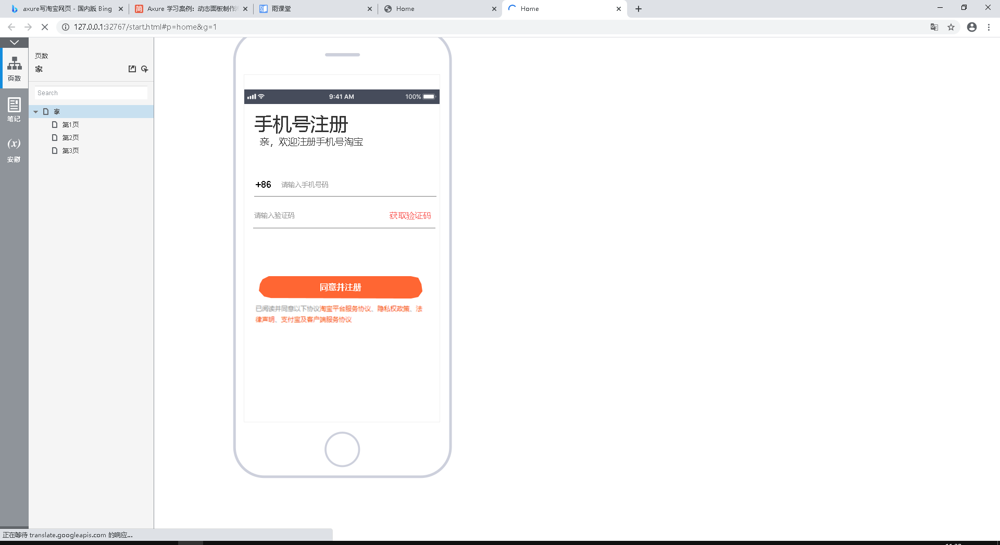 axure写淘宝网页 - 国内版 Bing
Axure 学习案例：动态面板制作
雨课堂
Home
Home
127.0.0.1:32767/start.html#p=home&g=1
页数
家
页数
Search
笔记
家
第1页
第2页
第3页
(x)
安慰
9:41 AM
100%
手机号注册
亲，欢迎注册手机号淘宝
+86 请输入手机号码
请输入验证码 获取验证码
同意并注册
已阅读并同意以下协议淘宝平台服务协议、隐私权政策、法
律声明、支付宝及客户端服务协议
正在等待 translate.googleapis.com 的响应...